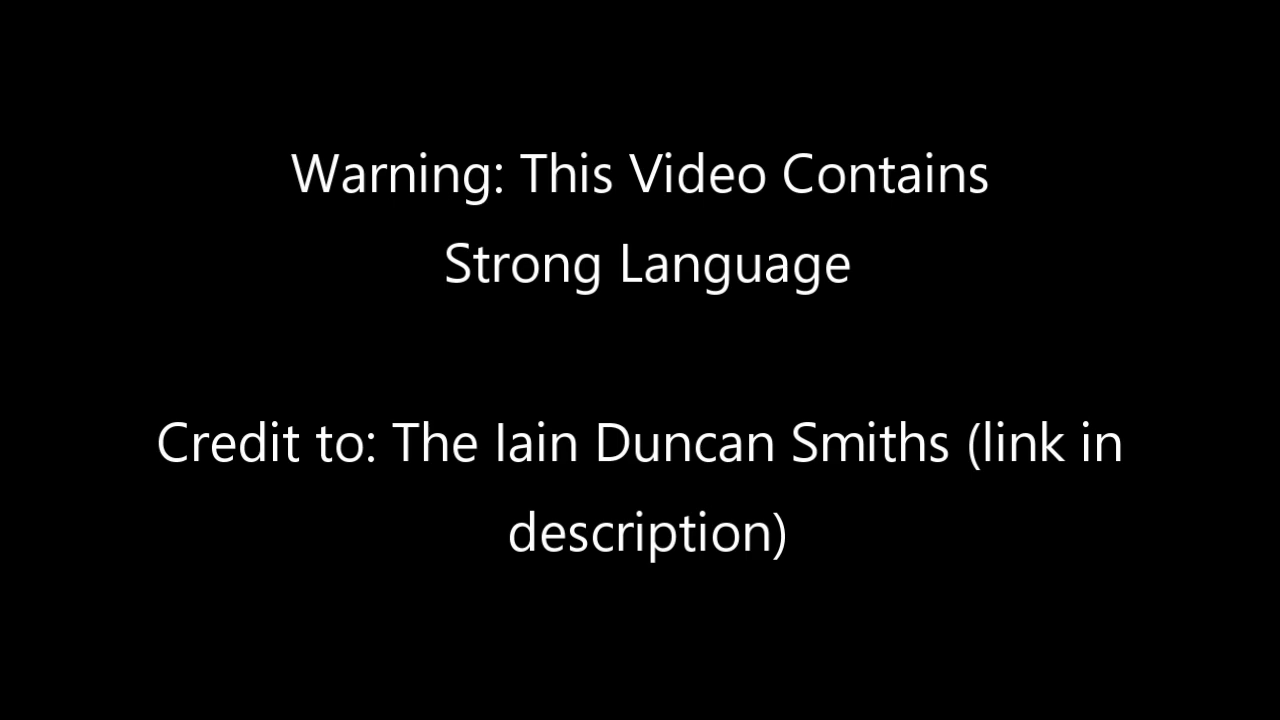 Warning: This Video Contains
Strong Language
Credit to: The Iain Duncan Smiths (link in
description)